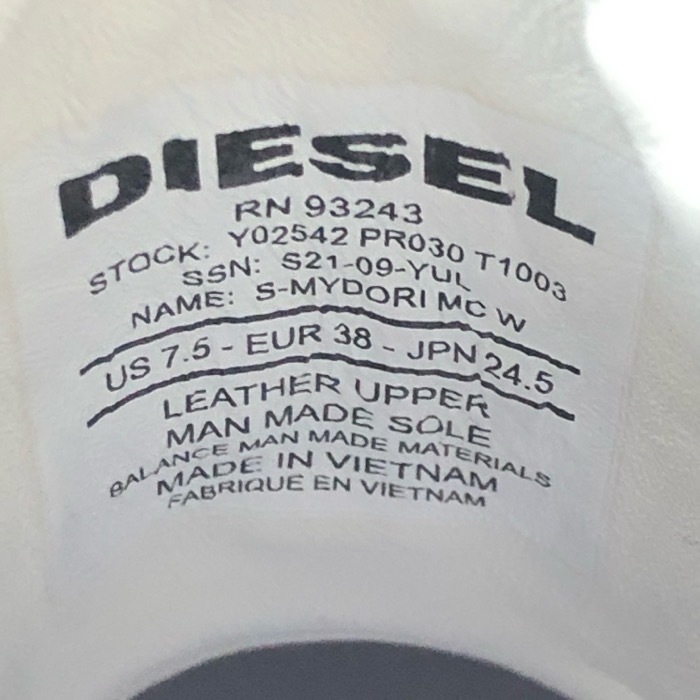 DIESEL
RN 93243
STOCK: Y02542 PR030 T1003
SSN: S21-09-YUL
NAME: S-MYDORI MC W
US 7.5 - EUR 38 - JPN 24.5
LEATHER UPPER
MAN MADE SOLE
BALANCE MAN MADE MATERIALS
MADE IN VIETNAM
FABRIQUE EN VIETNAM